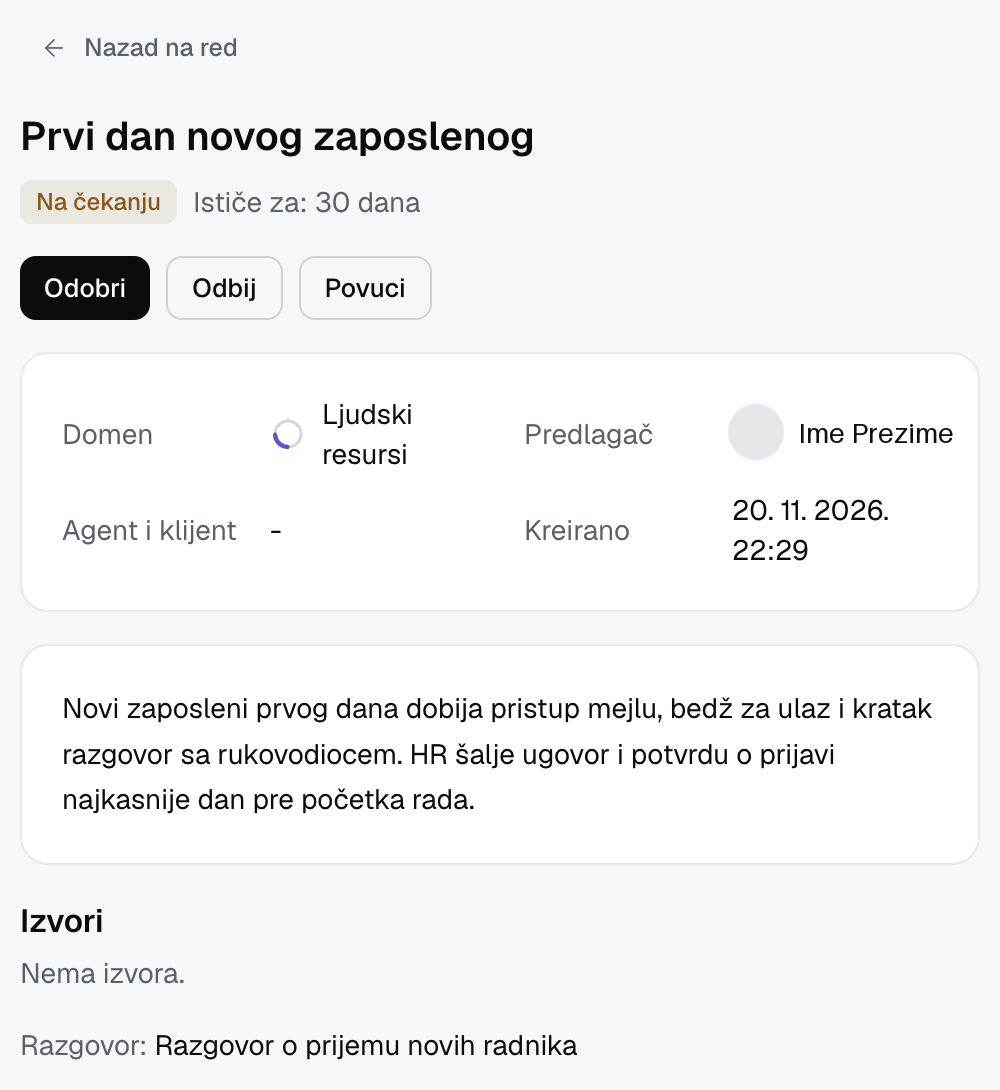 Nazad na red
Prvi dan novog zaposlenog
Na čekanju
Ističe za: 30 dana
Odobri
Odbij
Povuci
Domen
Ljudski
resursi
Predlagač
Ime Prezime
Agent i klijent
-
Kreirano
20. 11. 2026.
22:29
Novi zaposleni prvog dana dobija pristup mejlu, bedž za ulaz i kratak
razgovor sa rukovodiocem. HR šalje ugovor i potvrdu o prijavi
najkasnije dan pre početka rada.
Izvori
Nema izvora.
Razgovor: Razgovor o prijemu novih radnika